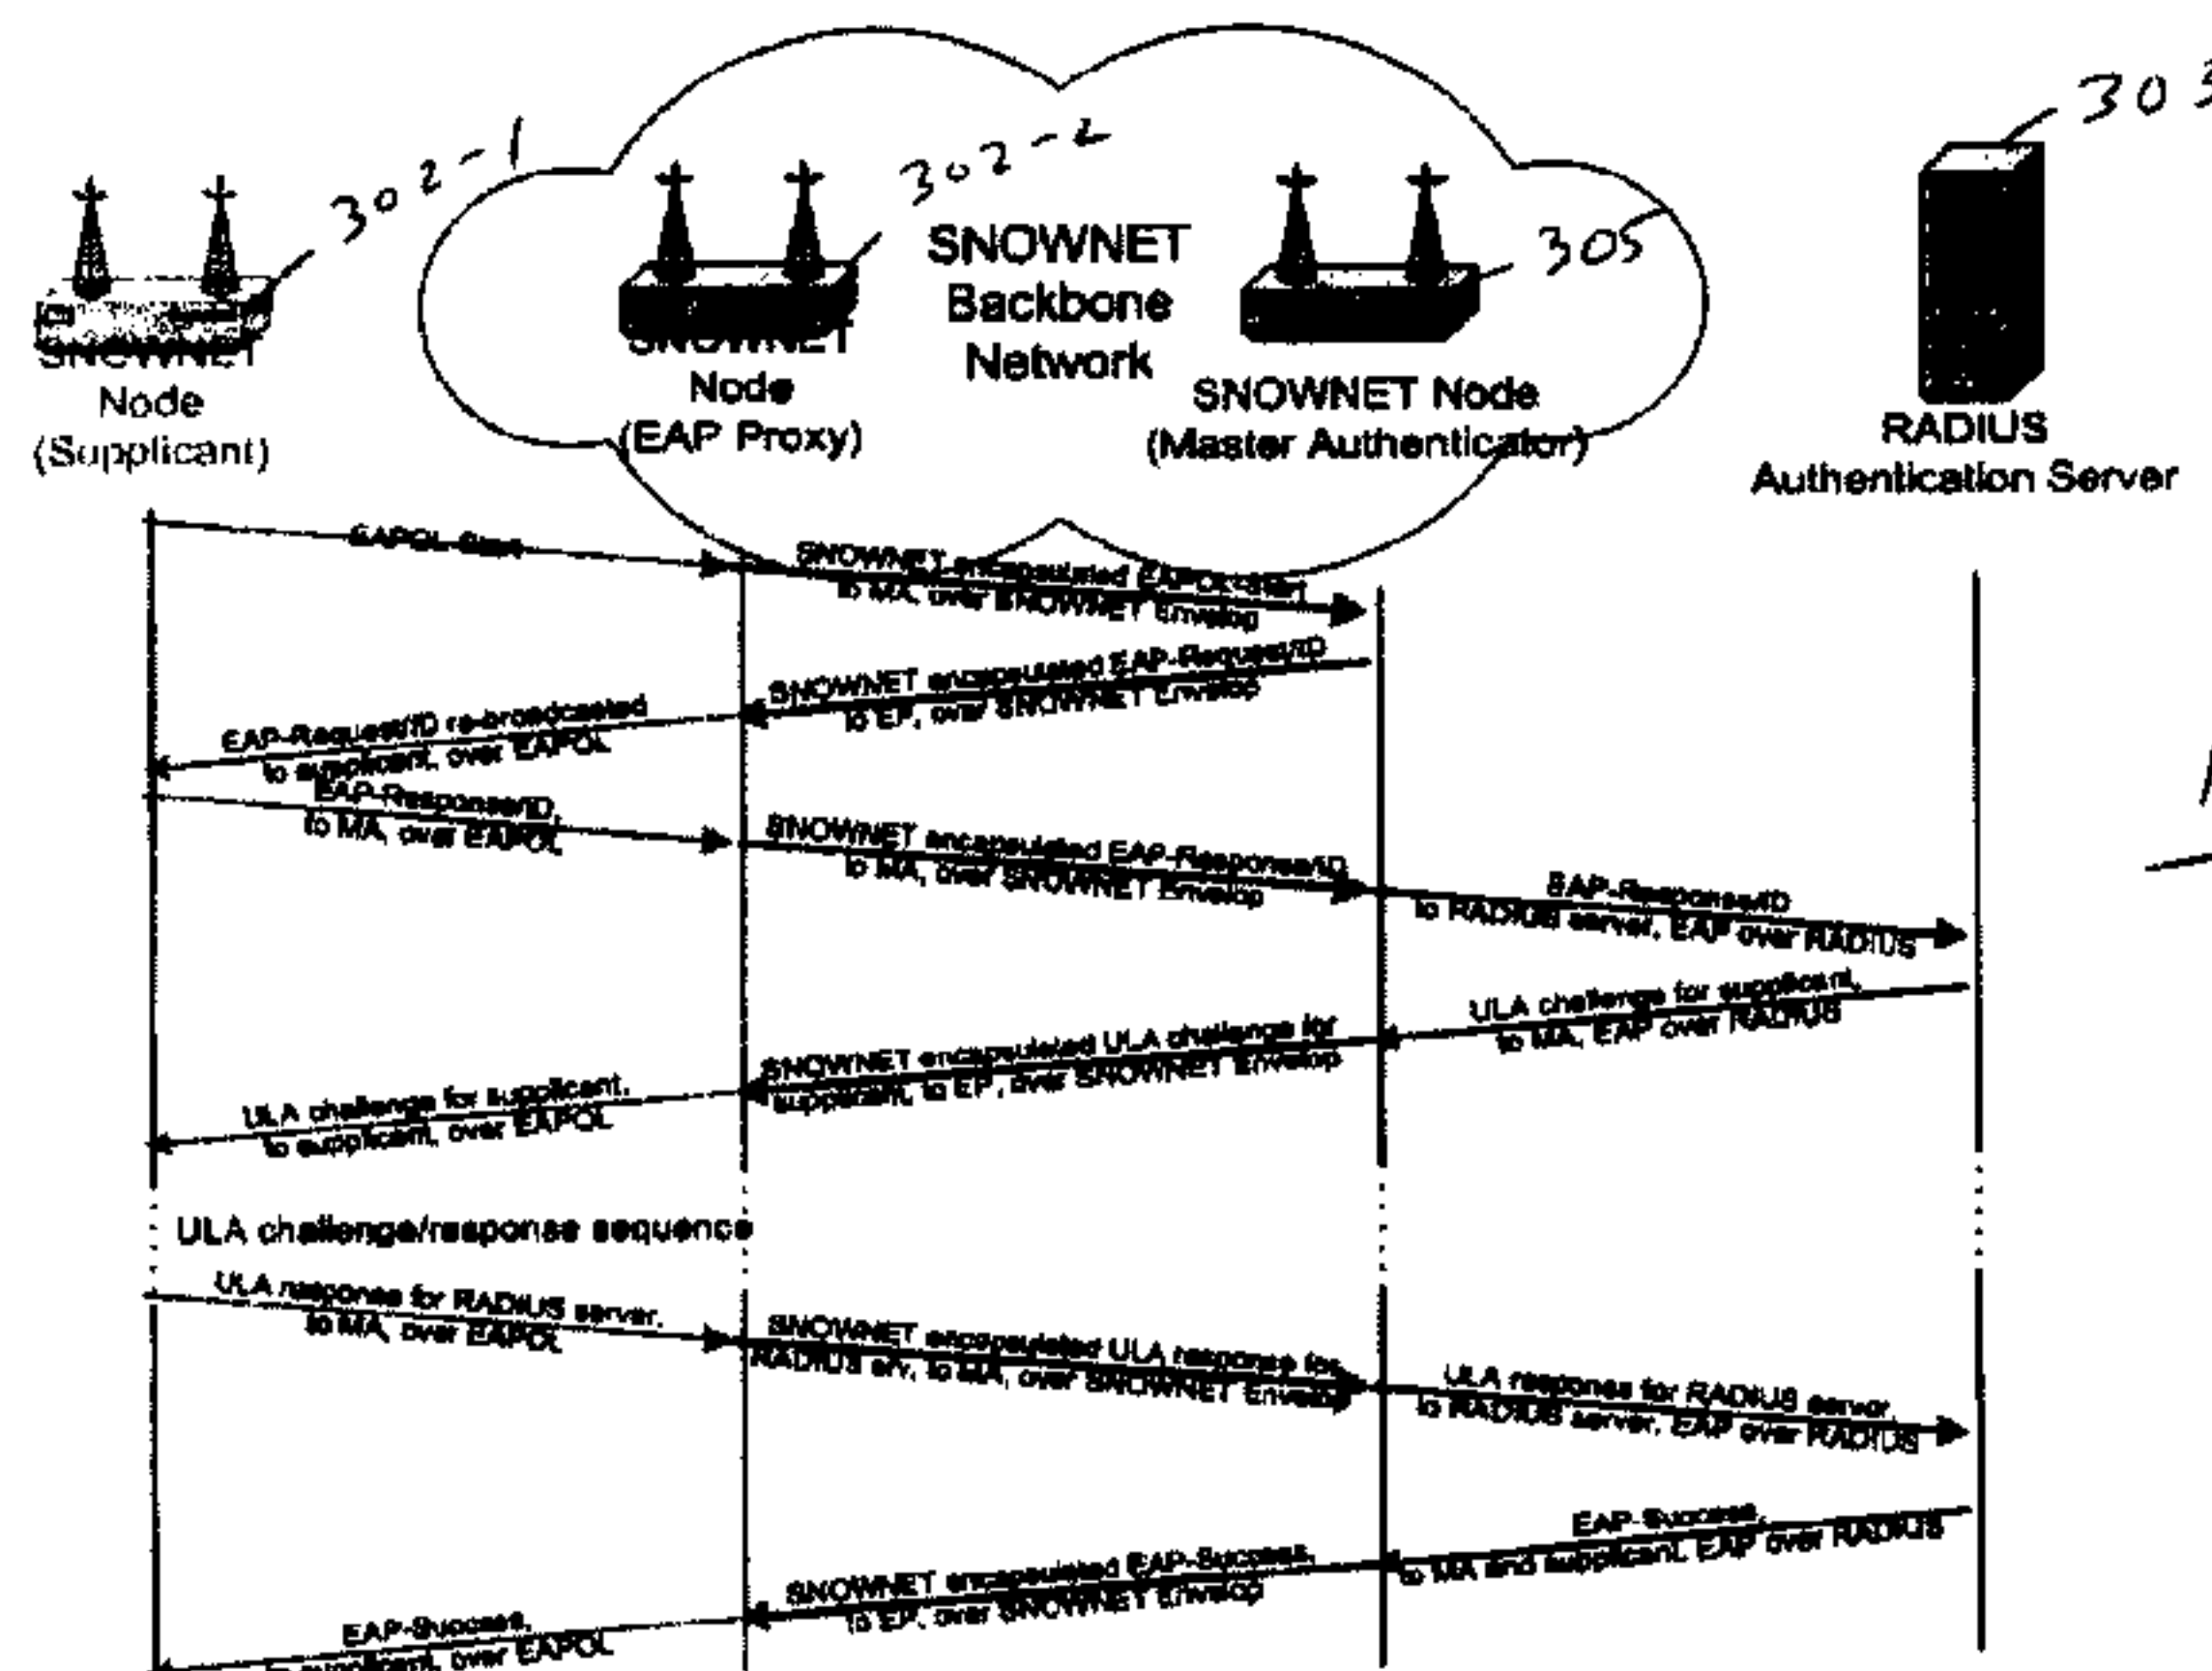 302-1
302-2
305
303
SNOWNET
Node
(Supplicant)
SNOWNET
Node
(EAP Proxy)
SNOWNET
Backbone
Network
SNOWNET Node
(Master Authenticator)
RADIUS
Authentication Server
EAPOL-Start
SNOWNET encapsulated EAPOL-Start
to MA, over SNOWNET Envelop
SNOWNET encapsulated EAP-Request/ID
to EP, over SNOWNET Envelop
EAP-Request/ID re-broadcasted
to supplicant, over EAPOL
EAP-Response/ID,
to MA, over EAPOL
SNOWNET encapsulated EAP-Response/ID
to MA, over SNOWNET Envelop
EAP-Response/ID
to RADIUS server, EAP over RADIUS
ULA challenge for supplicant,
to MA, EAP over RADIUS
SNOWNET encapsulated ULA challenge for
supplicant, to EP, over SNOWNET Envelop
ULA challenge for supplicant,
to supplicant, over EAPOL
ULA challenge/response sequence
ULA response for RADIUS server,
to MA, over EAPOL
SNOWNET encapsulated ULA response for
RADIUS srv, to MA, over SNOWNET Envelop
ULA response for RADIUS server
to RADIUS server, EAP over RADIUS
EAP-Success,
to MA and supplicant, EAP over RADIUS
SNOWNET encapsulated EAP-Success,
to EP, over SNOWNET Envelop
EAP-Success,
to supplicant, over EAPOL